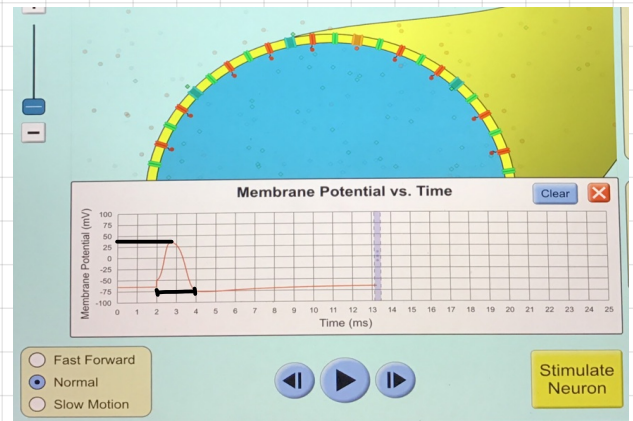 Membrane Potential vs. Time
Clear
Membrane Potential (mV)
100
75
50
25
0
-25
-50
-75
-100
0 1 2 3 4 5 6 7 8 9 10 11 12 13 14 15 16 17 18 19 20 21 22 23 24 25
Time (ms)
Fast Forward
Normal
Slow Motion
Stimulate
Neuron